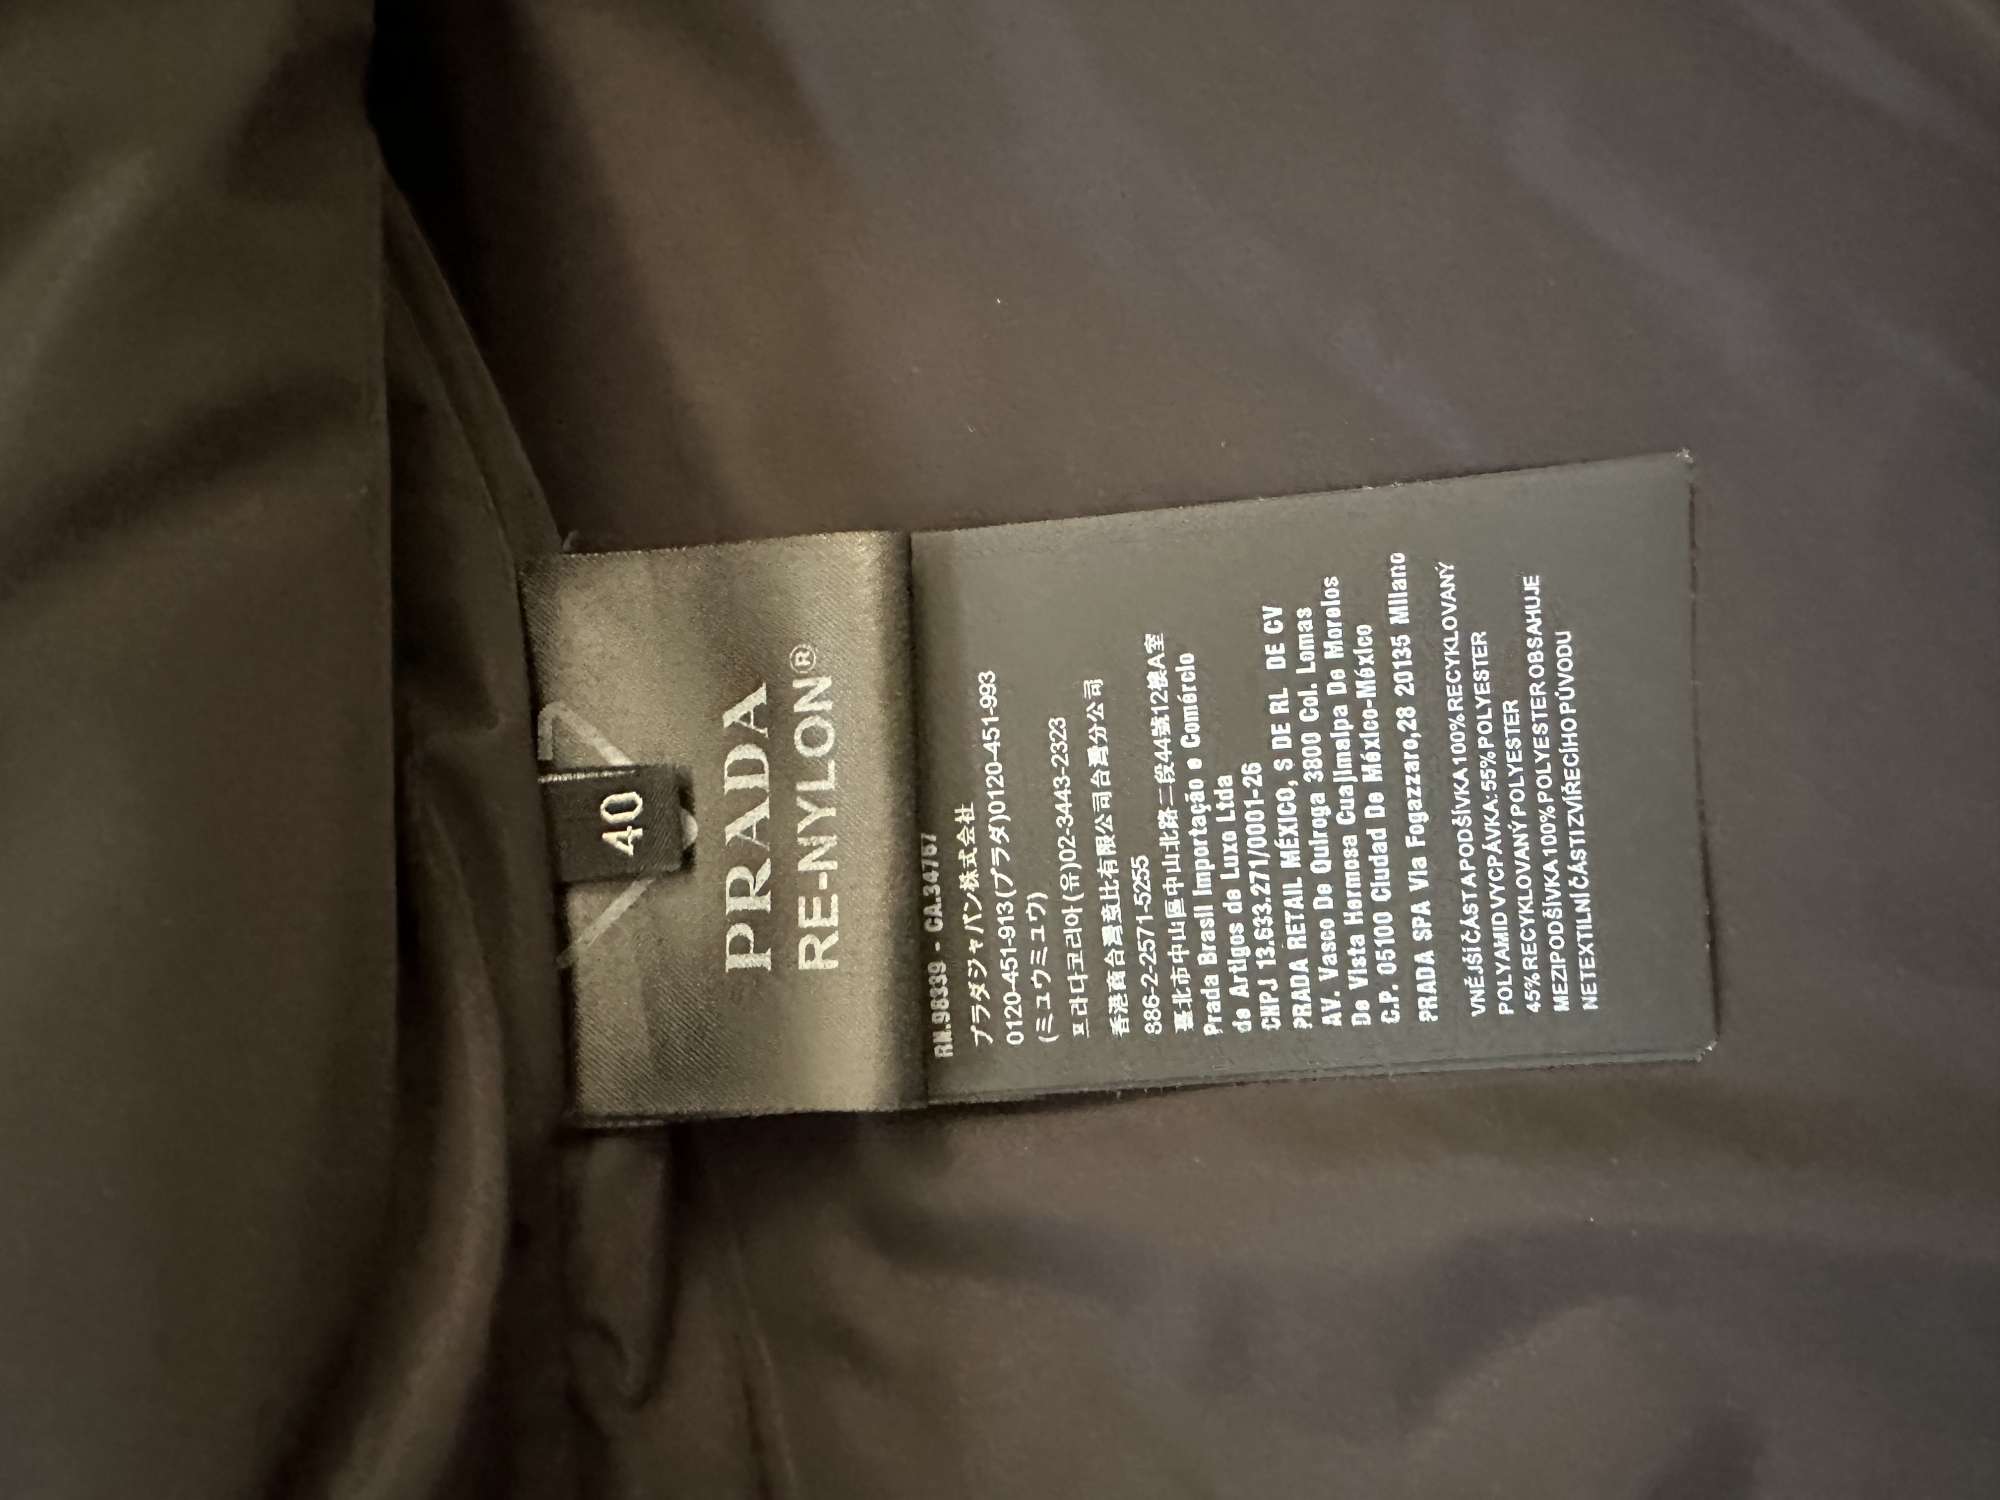 40
PRADA
RE-NYLON®
RN.98339 - CA.34767
プラダジャパン株式会社
0120-451-913(プラダ)0120-451-993
(ミュウミュウ)
프라다코리아(유)02-3443-2323
香港商台灣普比有限公司台灣分公司
886-2-2571-5255
臺北市中山區中山北路二段44號12樓A室
Prada Brasil Importação e Comércio
de Artigos de Luxo Ltda
CNPJ 13.633.271/0001-26
PRADA RETAIL MÉXICO, S DE RL DE CV
AV. Vasco De Quiroga 3800 Col. Lomas
De Vista Hermosa Cuajimalpa De Morelos
C.P. 05100 Ciudad De México-México
PRADA SPA Via Fogazzaro,28 20135 Milano
VNĚJŠÍ ČÁST A PODŠÍVKA 100% RECYKLOVANÝ
POLYAMID VYCPÁVKA: 55% POLYESTER
45% RECYKLOVANÝ POLYESTER
MEZIPODŠÍVKA 100% POLYESTER OBSAHUJE
NETEXTILNÍ ČÁSTI ZVÍŘECÍHO PŮVODU